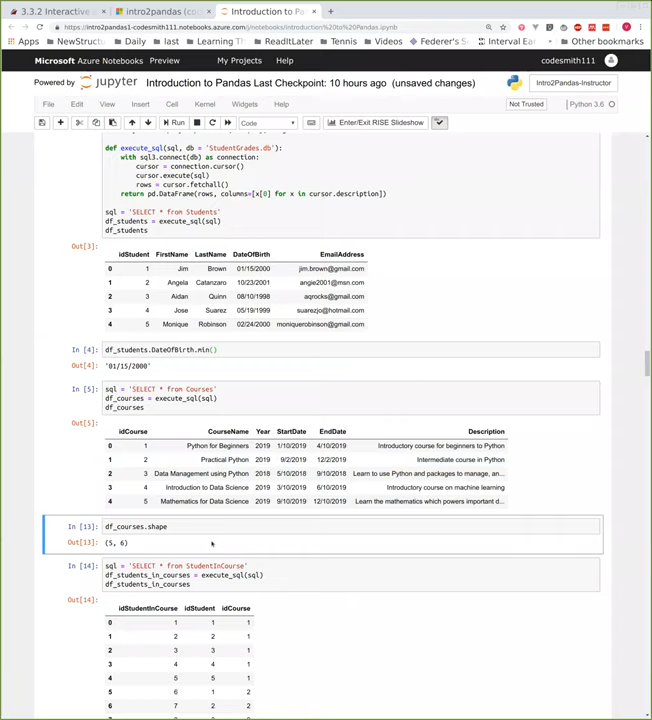 3.3.2 Interactive
intro2pandas (cod
Introduction to Pa
https://intro2pandas1-codesmith111.notebooks.azure.com/j/notebooks/Introduction%20to%20Pandas.ipynb
Apps
NewStructu
Daily
last
Learning
ReadItLater
Tennis
Videos
Federer's
Interval Ear
Other bookmarks
Microsoft Azure Notebooks
Preview
My Projects
Help
codesmith111
Powered by
jupyter
Introduction to Pandas Last Checkpoint: 10 hours ago (unsaved changes)
Intro2Pandas-Instructor
File Edit View Insert Cell Kernel Widgets Help
Not Trusted
Python 3.6
Run
Code
Enter/Exit RISE Slideshow
def execute_sql(sql, db = 'StudentGrades.db'):
with sql3.connect(db) as connection:
cursor = connection.cursor()
cursor.execute(sql)
rows = cursor.fetchall()
return pd.DataFrame(rows, columns=[x[0] for x in cursor.description])
sql = 'SELECT * from Students'
df_students = execute_sql(sql)
df_students
Out[3]:
idStudent FirstName LastName DateOfBirth EmailAddress
0 1 Jim Brown 01/15/2000 jim.brown@gmail.com
1 2 Angela Catanzaro 10/23/2001 angie2001@msn.com
2 3 Aidan Quinn 08/10/1998 aqrocks@gmail.com
3 4 Jose Suarez 05/19/1999 suarezjo@hotmail.com
4 5 Monique Robinson 02/24/2000 moniquerobinson@gmail.com
In [4]: df_students.DateOfBirth.min()
Out[4]: '01/15/2000'
In [5]: sql = 'SELECT * from Courses'
df_courses = execute_sql(sql)
df_courses
Out[5]:
idCourse CourseName Year StartDate EndDate Description
0 1 Python for Beginners 2019 1/10/2019 4/10/2019 Introductory course for beginners to Python
1 2 Practical Python 2019 9/2/2019 12/2/2019 Intermediate course in Python
2 3 Data Management using Python 2018 5/10/2018 9/10/2018 Learn to use Python and packages to manage, an...
3 4 Introduction to Data Science 2019 3/10/2019 6/10/2019 Introductory course on machine learning
4 5 Mathematics for Data Science 2019 9/10/2019 12/10/2019 Learn the mathematics which powers important d...
In [13]: df_courses.shape
Out[13]: (5, 6)
In [14]: sql = 'SELECT * from StudentInCourse'
df_students_in_courses = execute_sql(sql)
df_students_in_courses
Out[14]:
idStudentInCourse idStudent idCourse
0 1 1 1
1 2 2 1
2 3 3 1
3 4 4 1
4 5 5 1
5 6 1 2
6 7 2 2